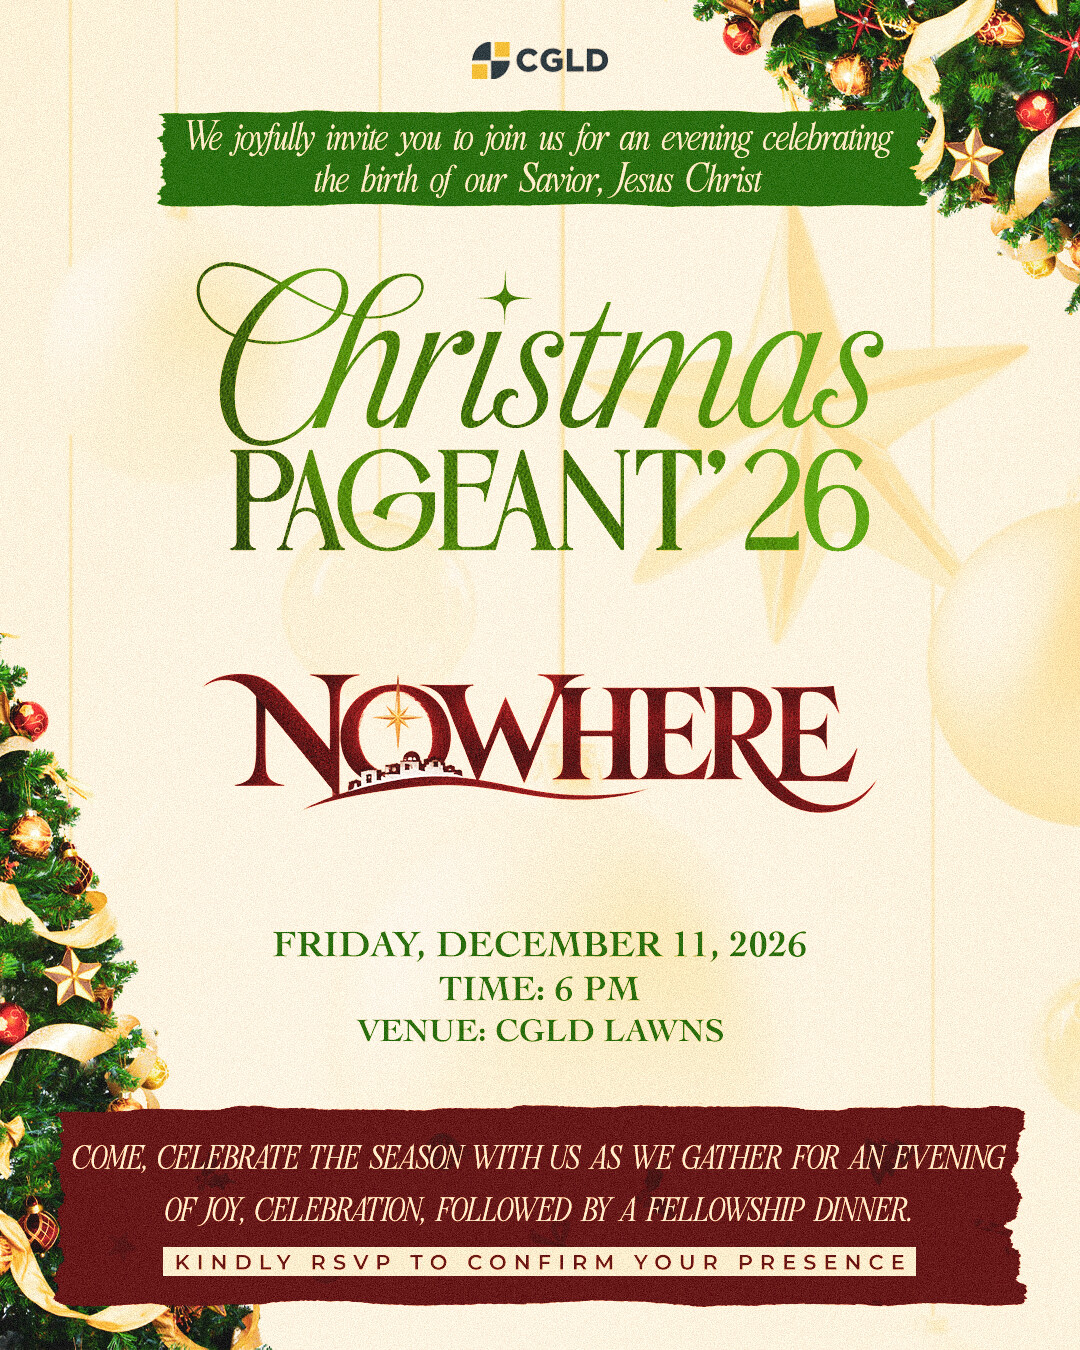 CGLD
We joyfully invite you to join us for an evening celebrating
the birth of our Savior, Jesus Christ
Christmas
PAGEANT'26
NOWHERE
FRIDAY, DECEMBER 11, 2026
TIME: 6 PM
VENUE: CGLD LAWNS
COME, CELEBRATE THE SEASON WITH US AS WE GATHER FOR AN EVENING
OF JOY, CELEBRATION, FOLLOWED BY A FELLOWSHIP DINNER.
KINDLY RSVP TO CONFIRM YOUR PRESENCE